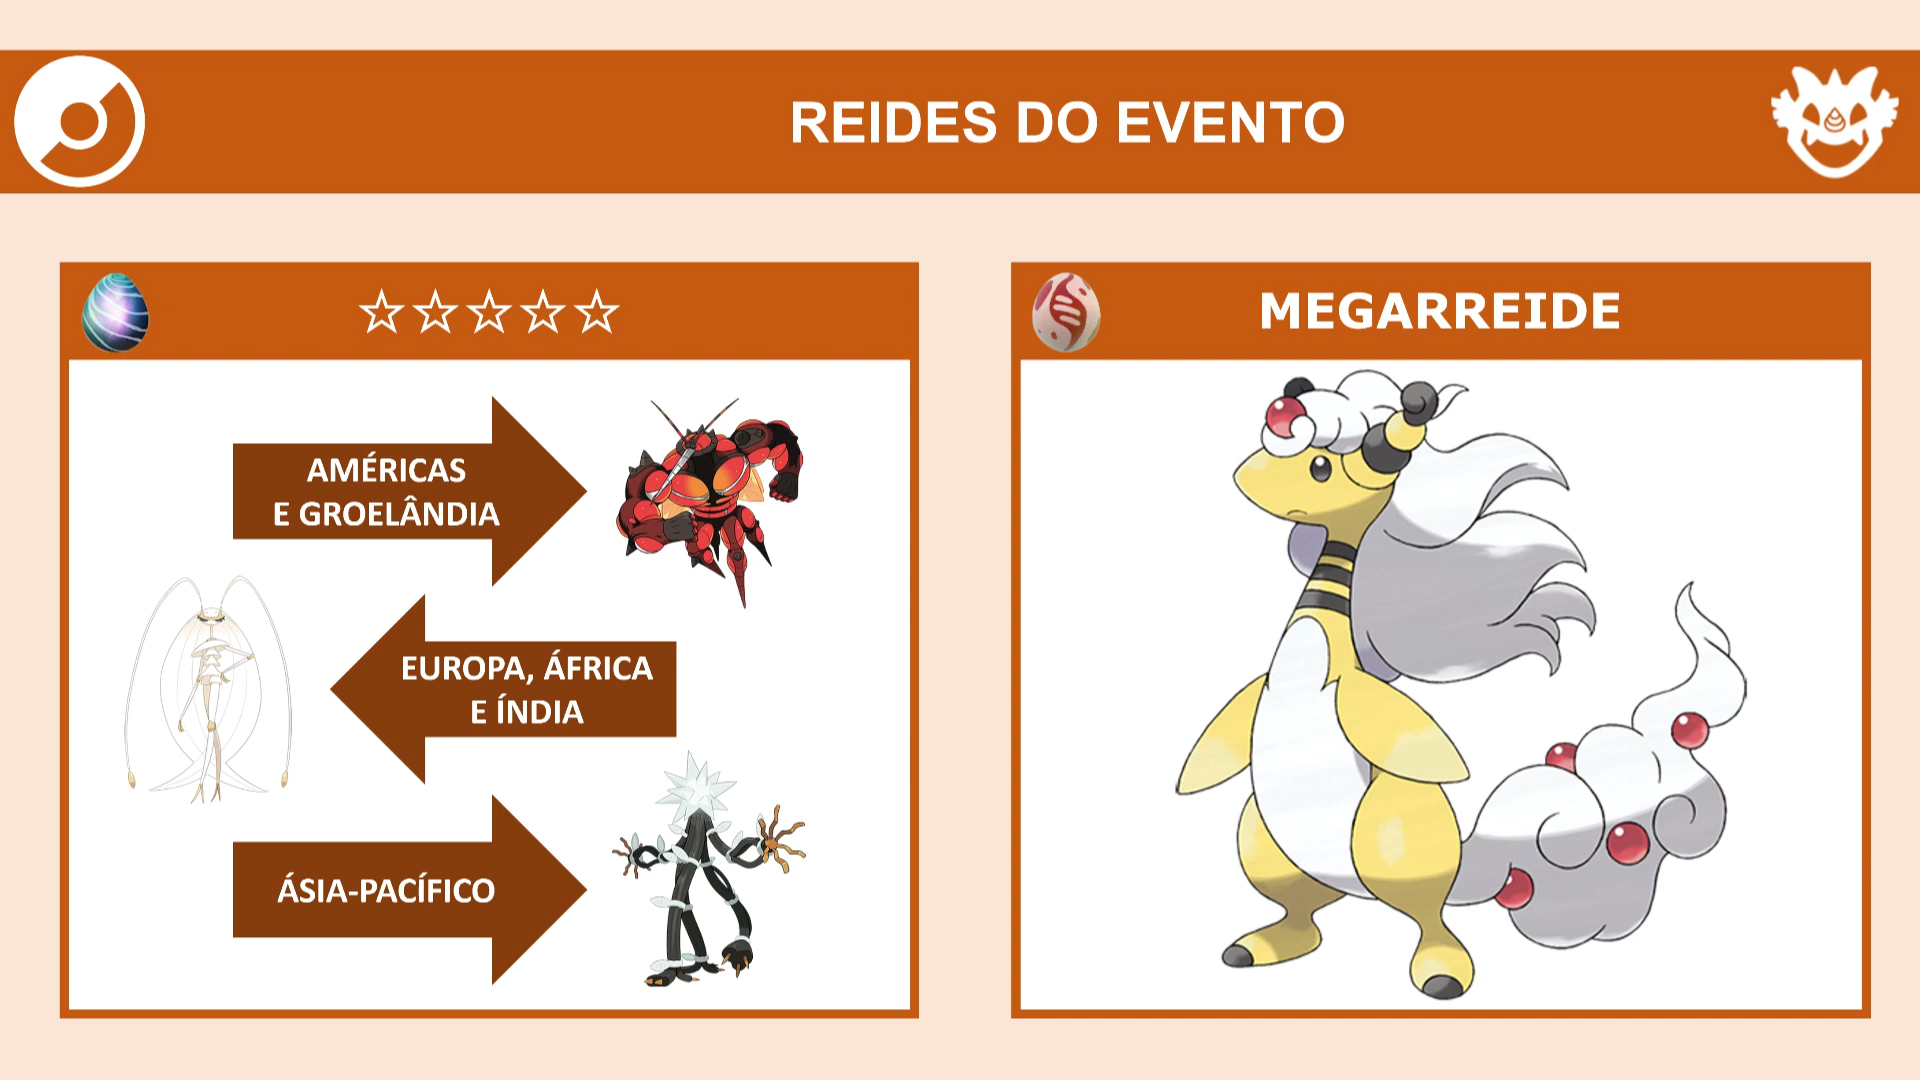 REIDES DO EVENTO
☆☆☆☆☆
AMÉRICAS
E GROELÂNDIA
EUROPA, ÁFRICA
E ÍNDIA
ÁSIA-PACÍFICO
MEGARREIDE